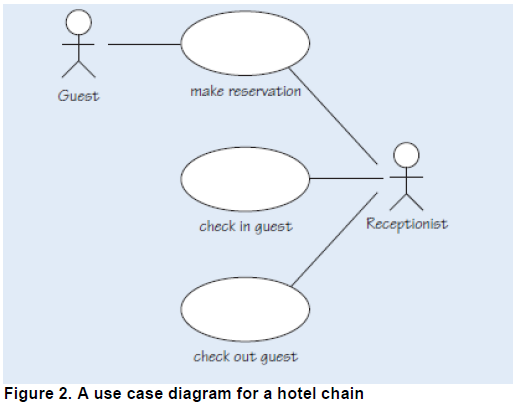 Guest
make reservation
check in guest
Receptionist
check out guest
Figure 2. A use case diagram for a hotel chain